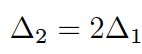 Δ₂ = 2Δ₁